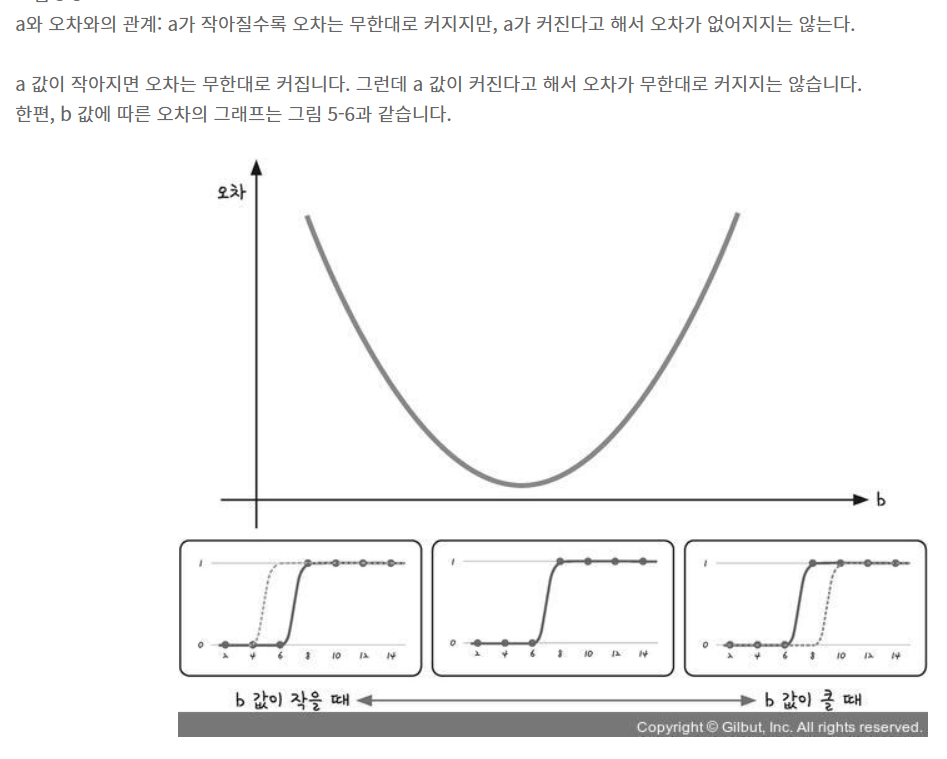 a와 오차와의 관계: a가 작아질수록 오차는 무한대로 커지지만, a가 커진다고 해서 오차가 없어지지는 않는다.
a 값이 작아지면 오차는 무한대로 커집니다. 그런데 a 값이 커진다고 해서 오차가 무한대로 커지지는 않습니다.
한편, b 값에 따른 오차의 그래프는 그림 5-6과 같습니다.
오차
b
1
0
2 4 6 8 10 12 14
1
0
2 4 6 8 10 12 14
1
0
2 4 6 8 10 12 14
b 값이 작을 때
b 값이 클 때
Copyright © Gilbut, Inc. All rights reserved.